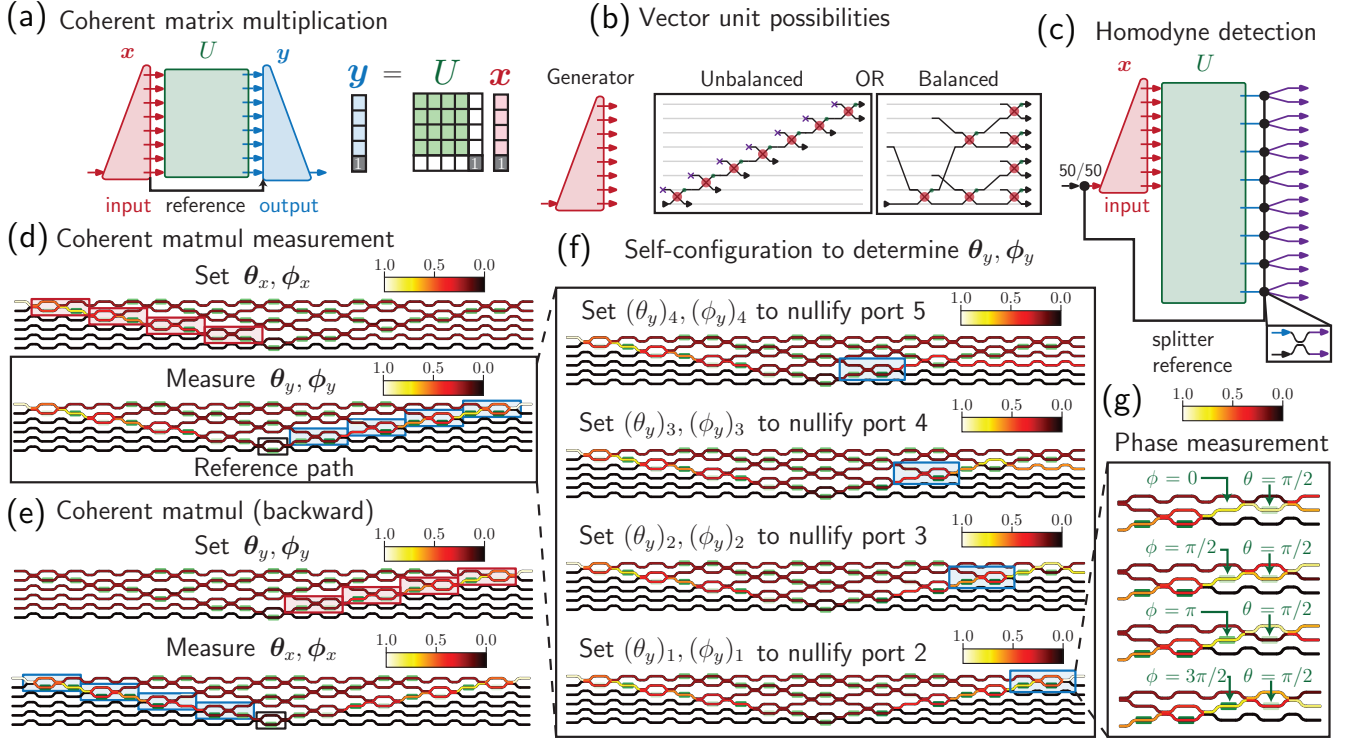 (a) Coherent matrix multiplication
x U y
y = U x
1 1 1
input reference output
(b) Vector unit possibilities
Generator
Unbalanced OR Balanced
(c) Homodyne detection
x U
50/50
input
splitter
reference
(d) Coherent matmul measurement
Set θx, ϕx
1.0 0.5 0.0
Measure θy, ϕy
1.0 0.5 0.0
Reference path
(e) Coherent matmul (backward)
Set θy, ϕy
1.0 0.5 0.0
Measure θx, ϕx
1.0 0.5 0.0
(f) Self-configuration to determine θy, ϕy
Set (θy)4, (ϕy)4 to nullify port 5
1.0 0.5 0.0
Set (θy)3, (ϕy)3 to nullify port 4
1.0 0.5 0.0
Set (θy)2, (ϕy)2 to nullify port 3
1.0 0.5 0.0
Set (θy)1, (ϕy)1 to nullify port 2
1.0 0.5 0.0
(g)
1.0 0.5 0.0
Phase measurement
ϕ = 0 θ = π/2
ϕ = π/2 θ = π/2
ϕ = π θ = π/2
ϕ = 3π/2 θ = π/2